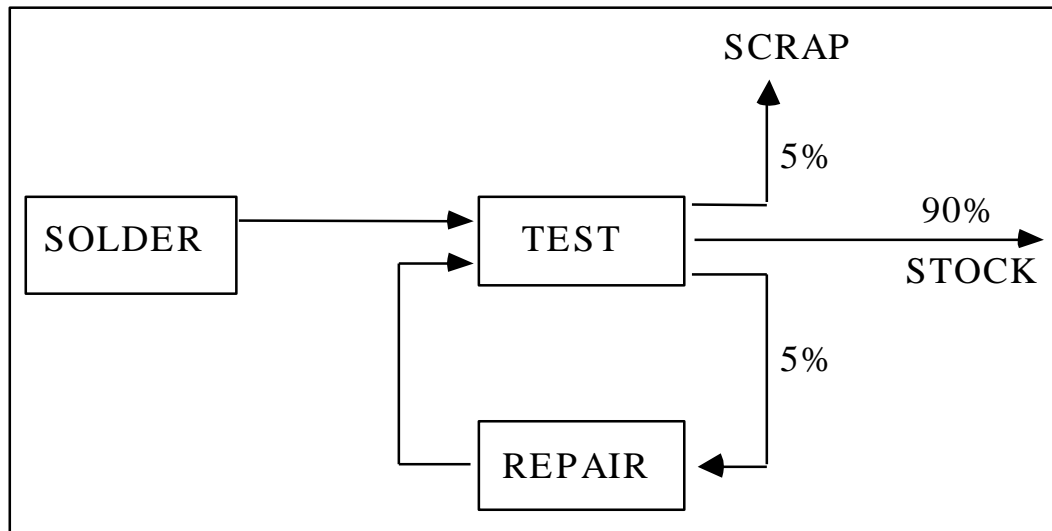 SCRAP
5%
90%
SOLDER
TEST
STOCK
5%
REPAIR